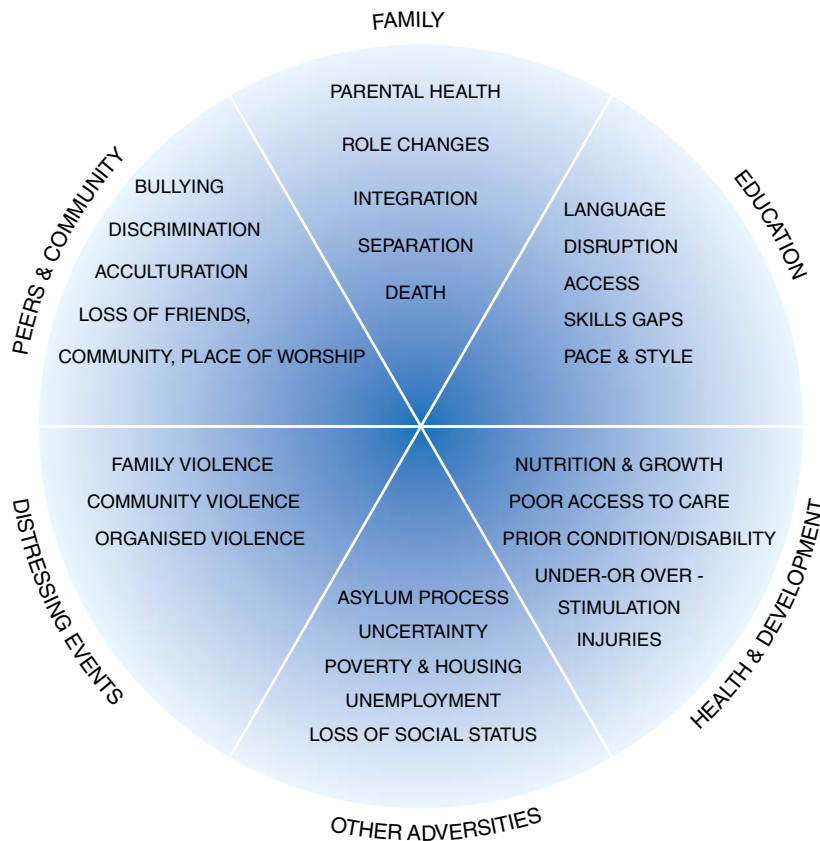 FAMILY
PARENTAL HEALTH
ROLE CHANGES
INTEGRATION
SEPARATION
DEATH
EDUCATION
LANGUAGE
DISRUPTION
ACCESS
SKILLS GAPS
PACE & STYLE
HEALTH & DEVELOPMENT
NUTRITION & GROWTH
POOR ACCESS TO CARE
PRIOR CONDITION/DISABILITY
UNDER-OR OVER -
STIMULATION
INJURIES
OTHER ADVERSITIES
ASYLUM PROCESS
UNCERTAINTY
POVERTY & HOUSING
UNEMPLOYMENT
LOSS OF SOCIAL STATUS
DISTRESSING EVENTS
FAMILY VIOLENCE
COMMUNITY VIOLENCE
ORGANISED VIOLENCE
PEERS & COMMUNITY
BULLYING
DISCRIMINATION
ACCULTURATION
LOSS OF FRIENDS,
COMMUNITY, PLACE OF WORSHIP